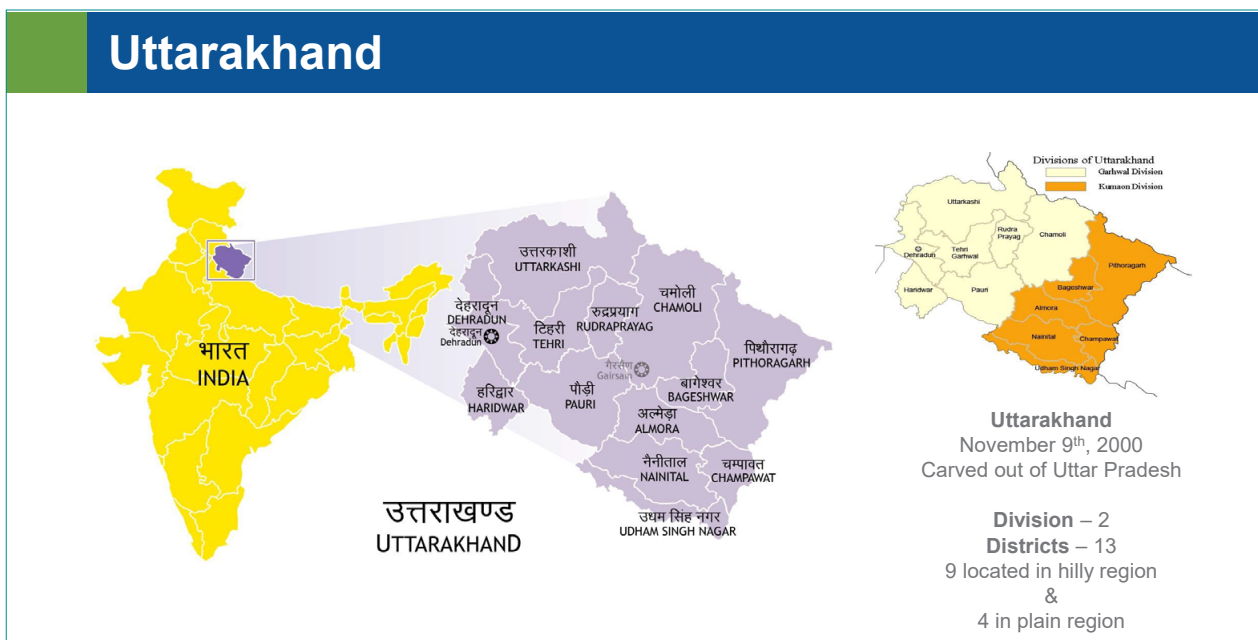 Uttarakhand
भारत
INDIA
उत्तरकाशी
UTTARKASHI
देहरादून
DEHRADUN
देहरादून
Dehradun
टिहरी
TEHRI
रुद्रप्रयाग
RUDRAPRAYAG
चमोली
CHAMOLI
पिथौरागढ़
PITHORAGARH
हरिद्वार
HARIDWAR
पौड़ी
PAURI
गैरसैण
Gairsain
बागेश्वर
BAGESHWAR
अल्मोड़ा
ALMORA
नैनीताल
NAINITAL
चम्पावत
CHAMPAWAT
उधम सिंह नगर
UDHAM SINGH NAGAR
उत्तराखण्ड
UTTARAKHAND
Divisions of Uttarakhand
Garhwal Division
Kumaon Division
Uttarkashi
Rudra
Prayag
Chamoli
Dehradun
Tehri
Garhwal
Pithoragarh
Haridwar
Pauri
Bageshwar
Almora
Nainital
Champawat
Udham Singh Nagar
Uttarakhand
November 9th, 2000
Carved out of Uttar Pradesh
Division – 2
Districts – 13
9 located in hilly region
&
4 in plain region